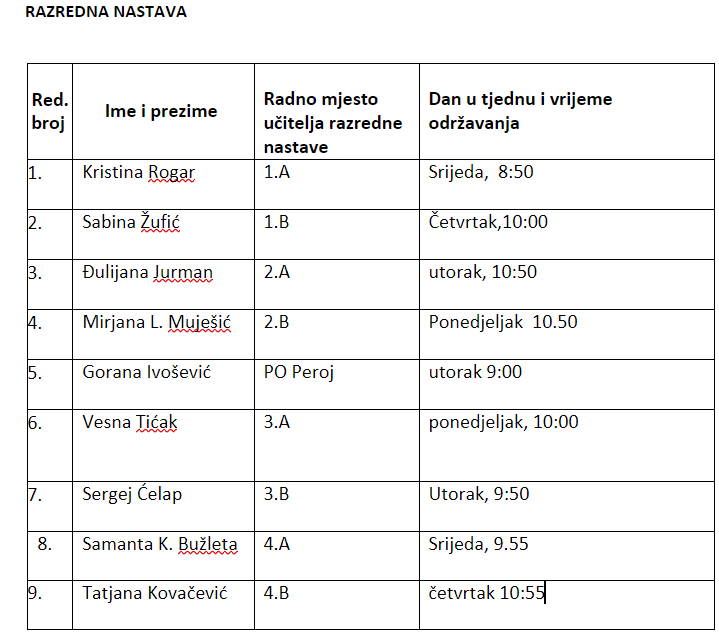 RAZREDNA NASTAVA
Red. broj Ime i prezime Radno mjesto učitelja razredne nastave Dan u tjednu i vrijeme održavanja
1. Kristina Rogar 1.A Srijeda, 8:50
2. Sabina Žufić 1.B Četvrtak,10:00
3. Đulijana Jurman 2.A utorak, 10:50
4. Mirjana L. Muješić 2.B Ponedjeljak 10.50
5. Gorana Ivošević PO Peroj utorak 9:00
6. Vesna Tićak 3.A ponedjeljak, 10:00
7. Sergej Ćelap 3.B Utorak, 9:50
8. Samanta K. Bužleta 4.A Srijeda, 9.55
9. Tatjana Kovačević 4.B četvrtak 10:55